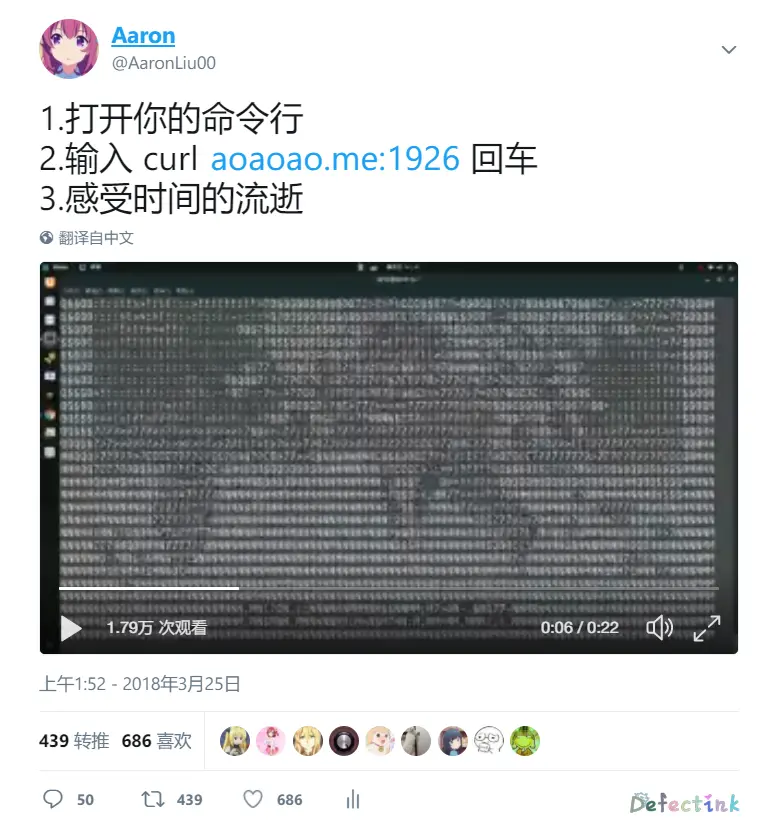 Aaron
@AaronLiu00
1.打开你的命令行
2.输入 curl aoaoao.me:1926 回车
3.感受时间的流逝
翻译自中文
1.79万 次观看
0:06 / 0:22
上午1:52 - 2018年3月25日
439 转推 686 喜欢
50 439 686
Defectink